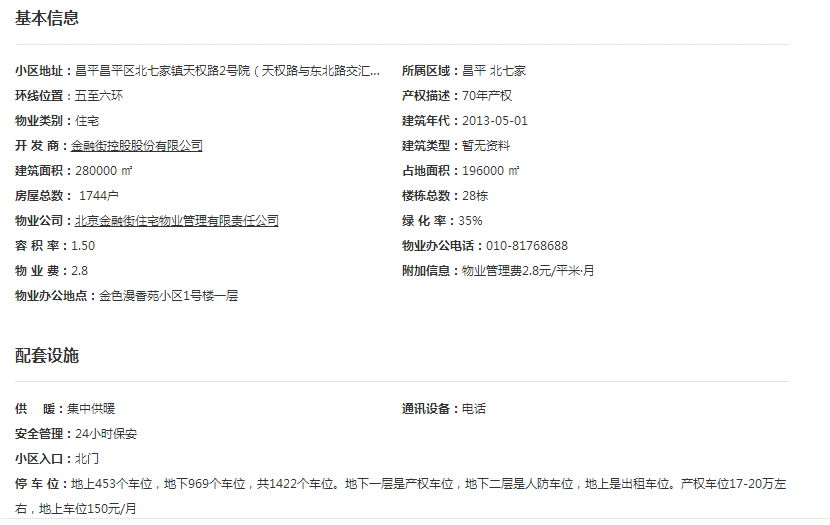 基本信息
小区地址：昌平昌平区北七家镇天权路2号院（天权路与东北路交汇... 所属区域：昌平 北七家
环线位置：五至六环 产权描述：70年产权
物业类别：住宅 建筑年代：2013-05-01
开 发 商：金融街控股股份有限公司 建筑类型：暂无资料
建筑面积：280000 ㎡ 占地面积：196000 ㎡
房屋总数： 1744户 楼栋总数：28栋
物业公司：北京金融街住宅物业管理有限责任公司 绿 化 率：35%
容 积 率：1.50 物业办公电话：010-81768688
物 业 费：2.8 附加信息：物业管理费2.8元/平米·月
物业办公地点：金色漫香苑小区1号楼一层
配套设施
供 暖：集中供暖 通讯设备：电话
安全管理：24小时保安
小区入口：北门
停 车 位：地上453个车位，地下969个车位，共1422个车位。地下一层是产权车位，地下二层是人防车位，地上是出租车位。产权车位17-20万左
右，地上车位150元/月